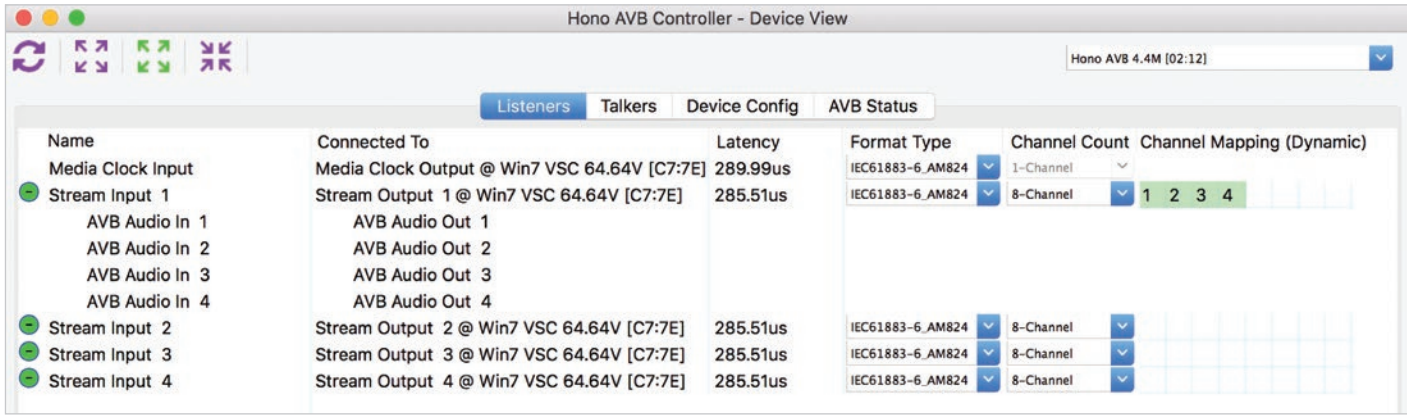 Hono AVB Controller - Device View
Hono AVB 4.4M [02:12]
Listeners Talkers Device Config AVB Status
Name Connected To Latency Format Type Channel Count Channel Mapping (Dynamic)
Media Clock Input Media Clock Output @ Win7 VSC 64.64V [C7:7E] 289.99us IEC61883-6_AM824 1-Channel
Stream Input 1 Stream Output 1 @ Win7 VSC 64.64V [C7:7E] 285.51us IEC61883-6_AM824 8-Channel 1 2 3 4
AVB Audio In 1 AVB Audio Out 1
AVB Audio In 2 AVB Audio Out 2
AVB Audio In 3 AVB Audio Out 3
AVB Audio In 4 AVB Audio Out 4
Stream Input 2 Stream Output 2 @ Win7 VSC 64.64V [C7:7E] 285.51us IEC61883-6_AM824 8-Channel
Stream Input 3 Stream Output 3 @ Win7 VSC 64.64V [C7:7E] 285.51us IEC61883-6_AM824 8-Channel
Stream Input 4 Stream Output 4 @ Win7 VSC 64.64V [C7:7E] 285.51us IEC61883-6_AM824 8-Channel